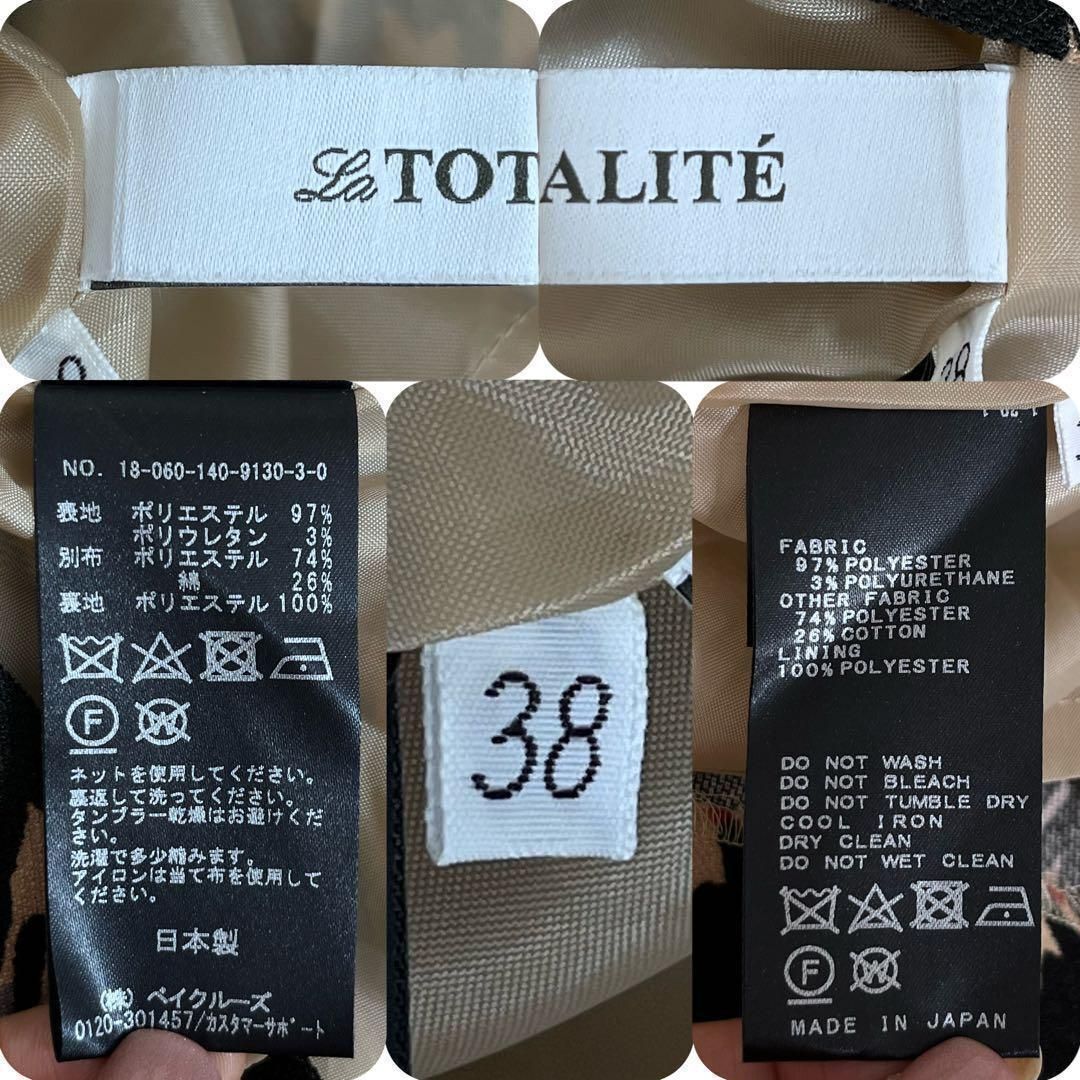 La TOTALITÉ
38
NO. 18-060-140-9130-3-0
表地 ポリエステル 97%
ポリウレタン 3%
別布 ポリエステル 74%
綿 26%
裏地 ポリエステル 100%
F
W
ネットを使用してください。
裏返して洗ってください。
タンブラー乾燥はお避けくだ
さい。
洗濯で多少縮みます。
アイロンは当て布を使用して
ください。
日本製
(株) ベイクルーズ
0120-301457/カスタマーサポート
38
FABRIC
97% POLYESTER
3% POLYURETHANE
OTHER FABRIC
74% POLYESTER
26% COTTON
LINING
100% POLYESTER
DO NOT WASH
DO NOT BLEACH
DO NOT TUMBLE DRY
COOL IRON
DRY CLEAN
DO NOT WET CLEAN
F
W
MADE IN JAPAN